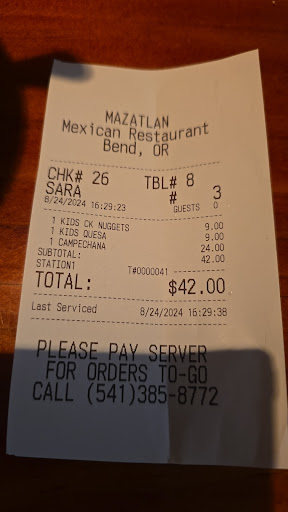 MAZATLAN
Mexican Restaurant
Bend, OR
CHK# 26 TBL# 8
SARA # 3
8/24/2024 16:29:23 GUESTS 0
1 KIDS CK NUGGETS 9.00
1 KIDS QUESA 9.00
1 CAMPECHANA 24.00
SUBTOTAL: 42.00
STATION1 T#0000041
TOTAL: $42.00
Last Serviced 8/24/2024 16:29:38
PLEASE PAY SERVER
FOR ORDERS TO-GO
CALL (541)385-8772